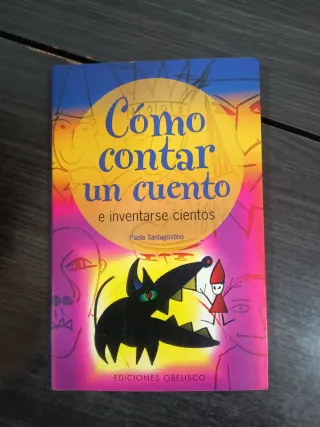 Cómo
contar
un cuento
e inventarse cientos
Paola Santagostino
EDICIONES OBELISCO